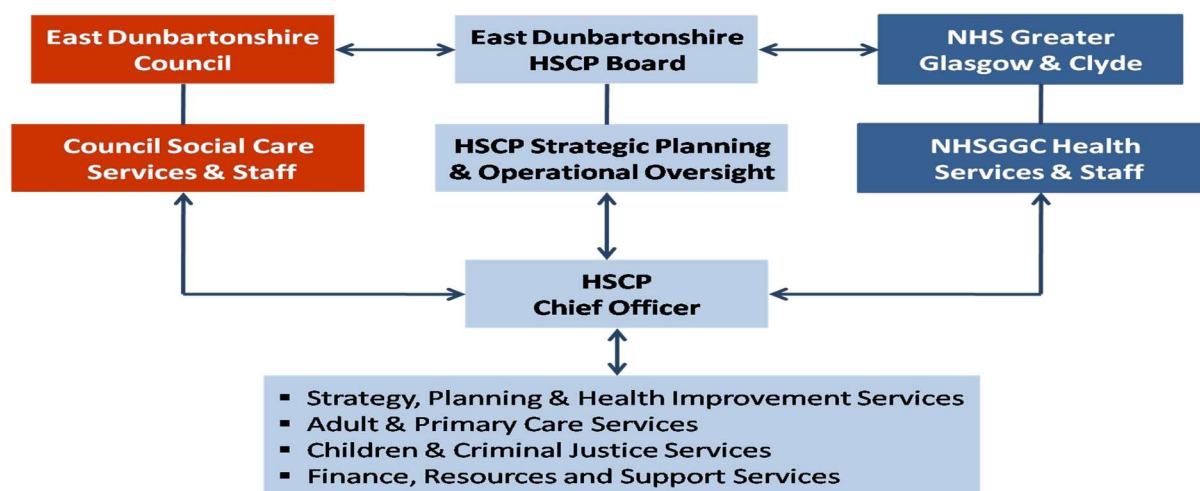 East Dunbartonshire
Council
East Dunbartonshire
HSCP Board
NHS Greater
Glasgow & Clyde
Council Social Care
Services & Staff
HSCP Strategic Planning
& Operational Oversight
NHSGGC Health
Services & Staff
HSCP
Chief Officer
▪ Strategy, Planning & Health Improvement Services
▪ Adult & Primary Care Services
▪ Children & Criminal Justice Services
▪ Finance, Resources and Support Services